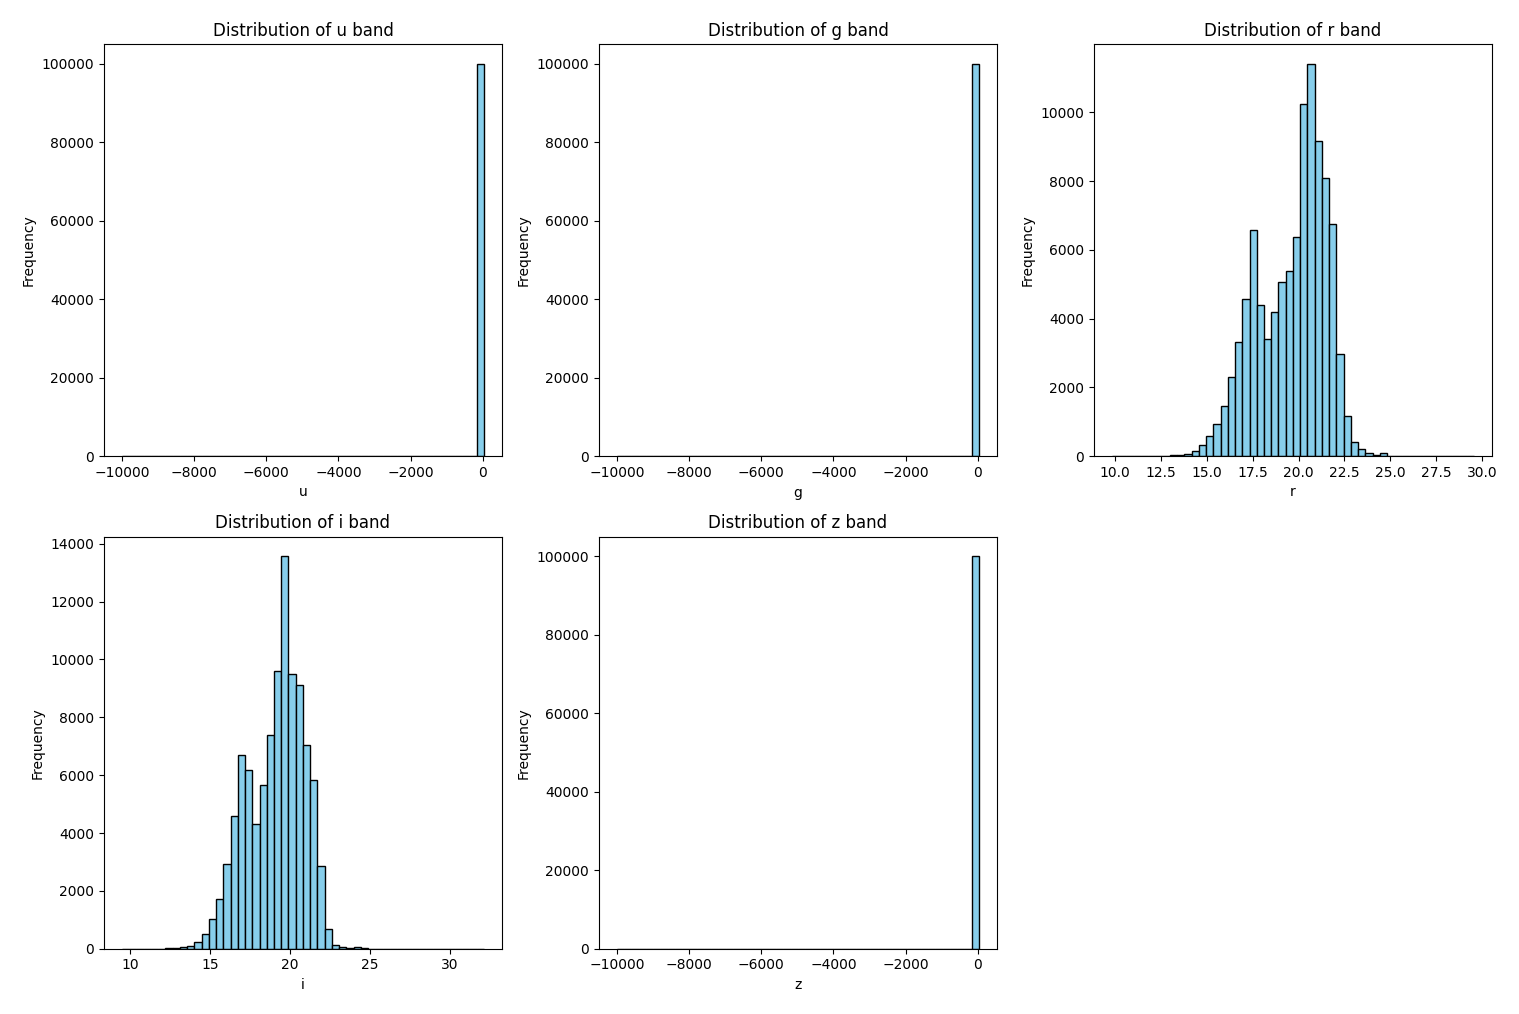 Distribution of u band
100000
80000
60000
40000
20000
0
Frequency
−10000 −8000 −6000 −4000 −2000 0
u
Distribution of g band
100000
80000
60000
40000
20000
0
Frequency
−10000 −8000 −6000 −4000 −2000 0
g
Distribution of r band
10000
8000
6000
4000
2000
0
Frequency
10.0 12.5 15.0 17.5 20.0 22.5 25.0 27.5 30.0
r
Distribution of i band
14000
12000
10000
8000
6000
4000
2000
0
Frequency
10 15 20 25 30
i
Distribution of z band
100000
80000
60000
40000
20000
0
Frequency
−10000 −8000 −6000 −4000 −2000 0
z